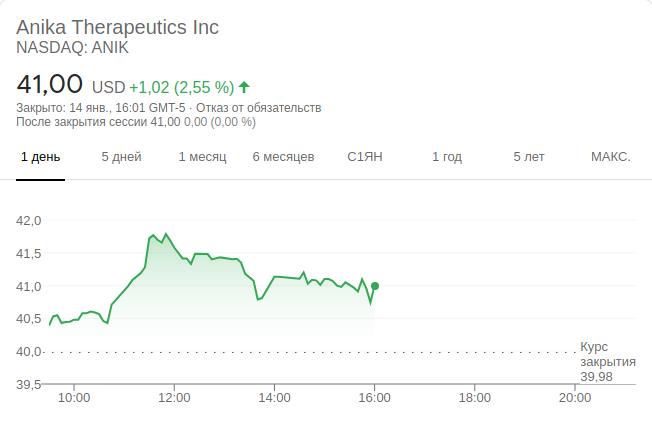 Anika Therapeutics Inc
NASDAQ: ANIK
41,00 USD +1,02 (2,55 %)
Закрыто: 14 янв., 16:01 GMT-5 · Отказ от обязательств
После закрытия сессии 41,00 0,00 (0,00 %)
1 день 5 дней 1 месяц 6 месяцев С1ЯН 1 год 5 лет МАКС.
42,0
41,5
41,0
40,5
40,0
39,5
Курс
закрытия
39,98
10:00 12:00 14:00 16:00 18:00 20:00